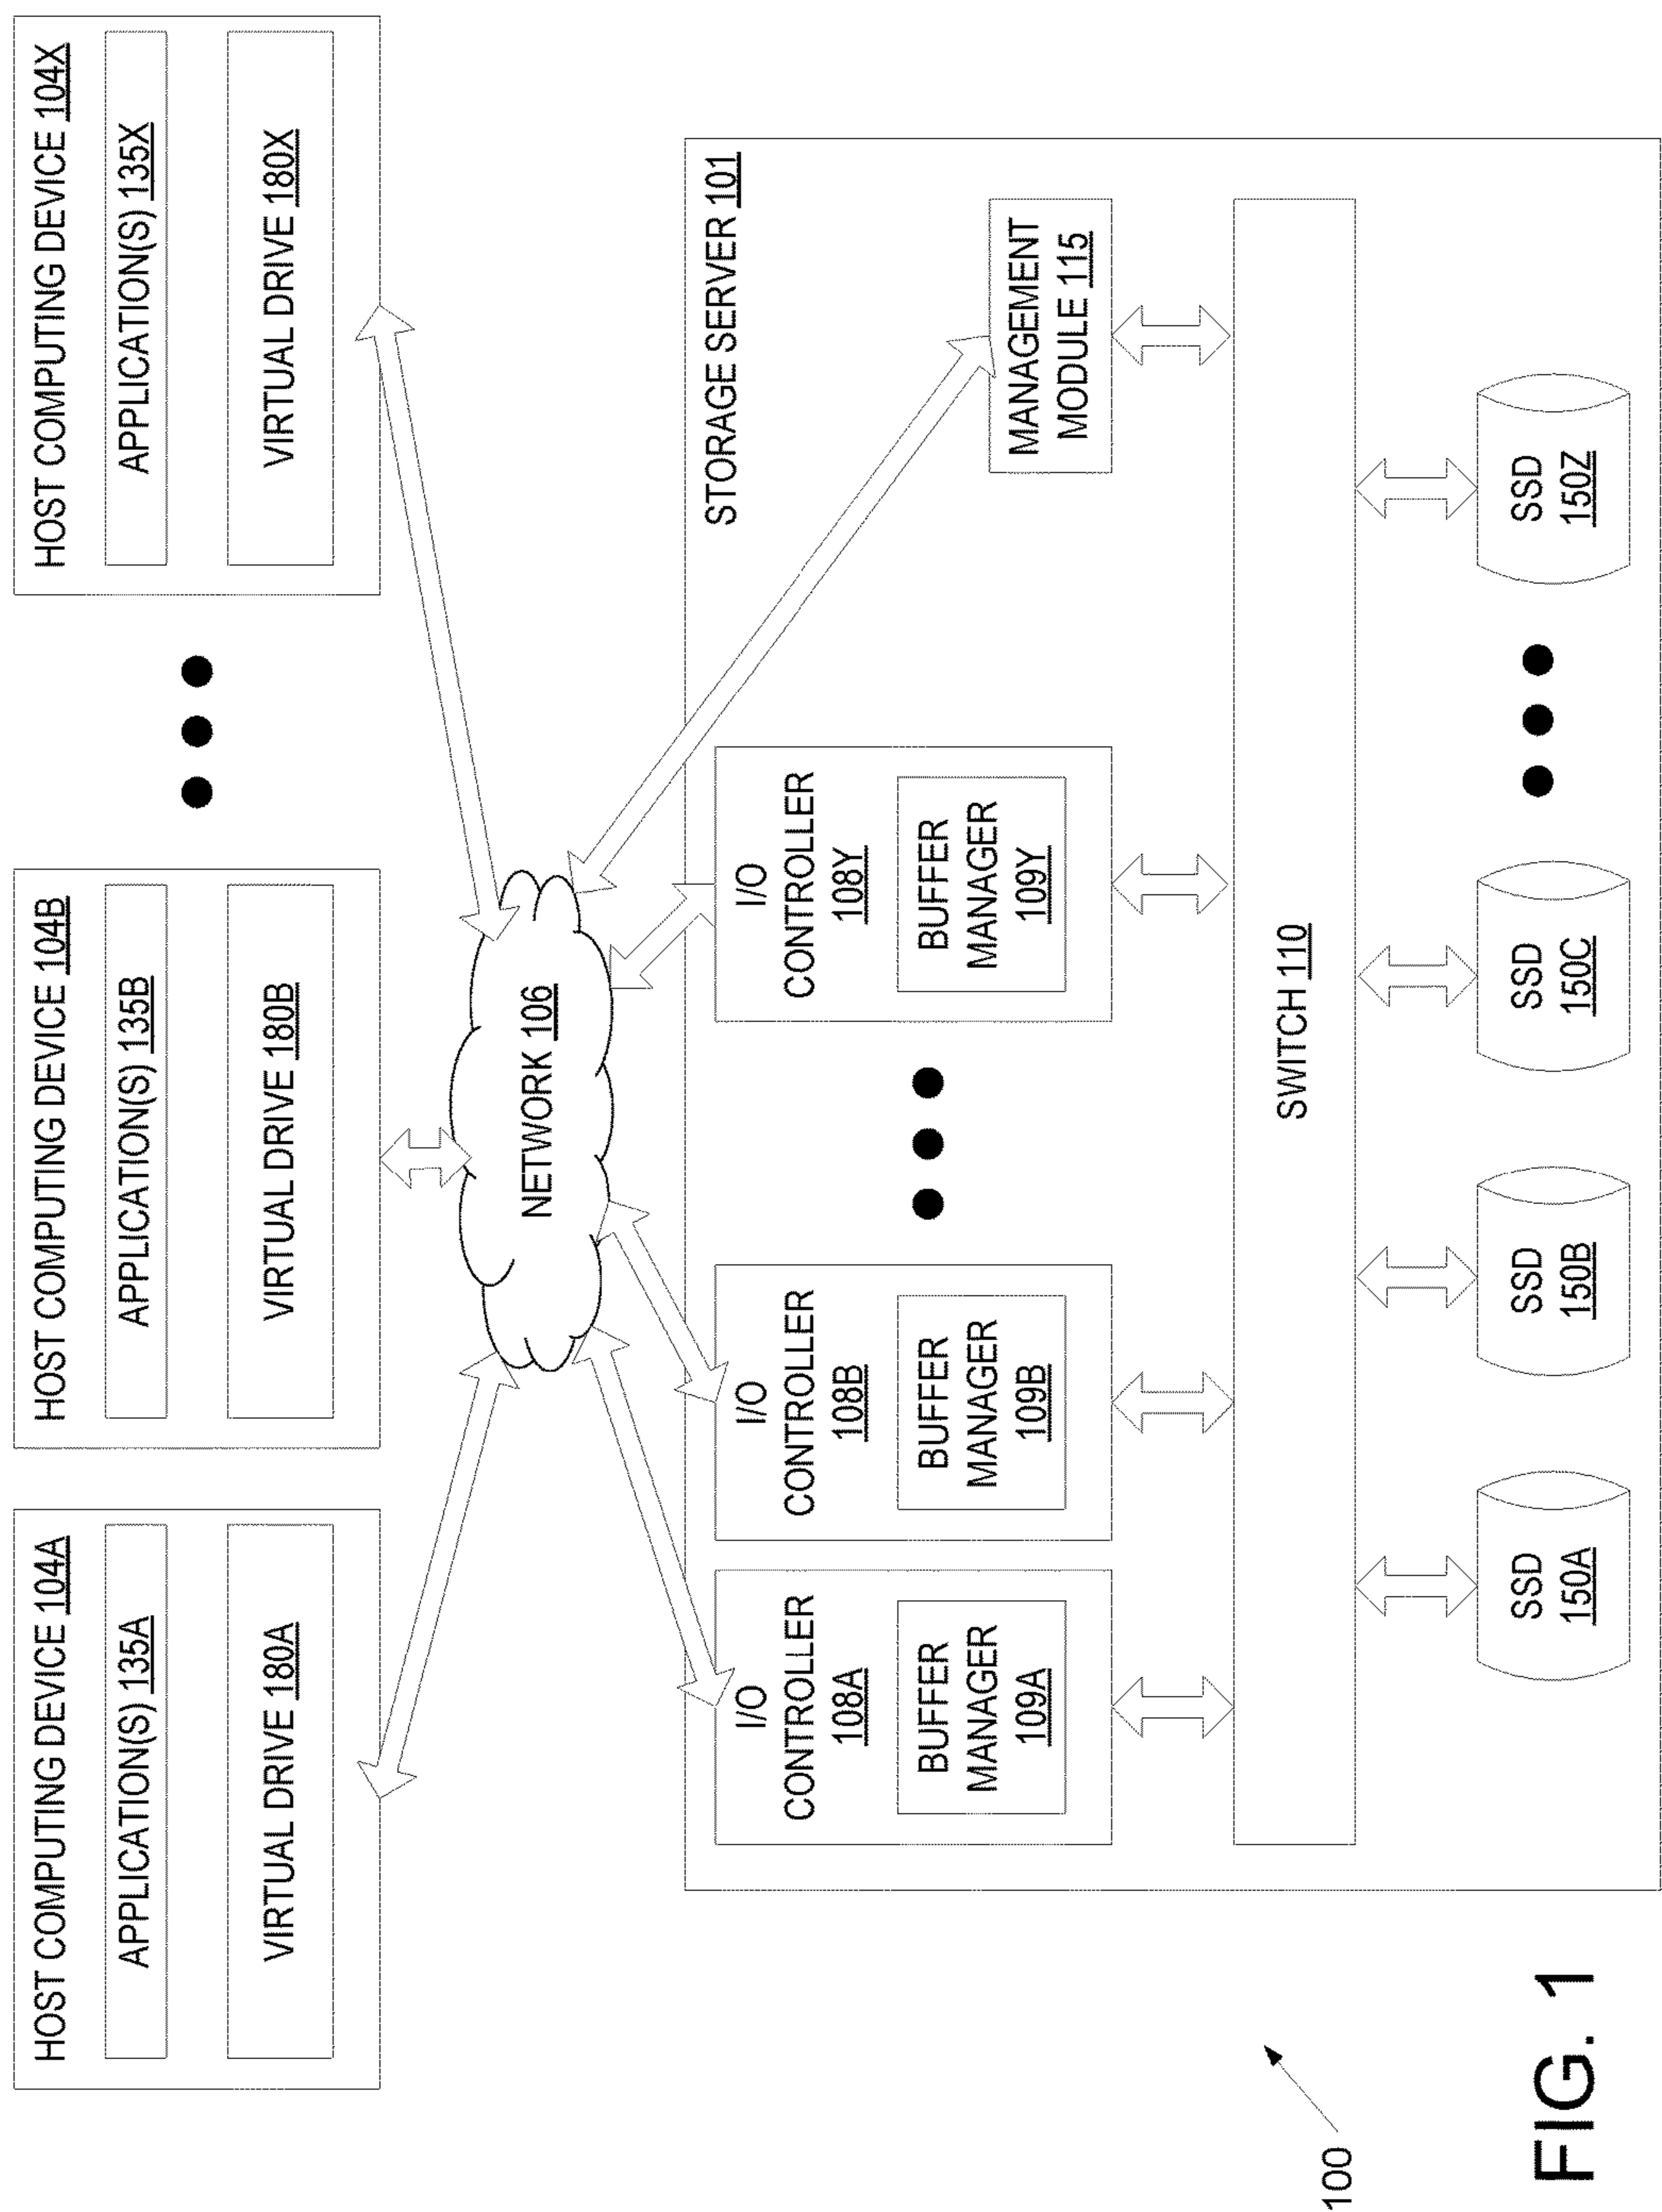 HOST COMPUTING DEVICE 104A
APPLICATION(S) 135A
VIRTUAL DRIVE 180A
HOST COMPUTING DEVICE 104B
APPLICATION(S) 135B
VIRTUAL DRIVE 180B
HOST COMPUTING DEVICE 104X
APPLICATION(S) 135X
VIRTUAL DRIVE 180X
NETWORK 106
STORAGE SERVER 101
I/O
CONTROLLER
108A
BUFFER
MANAGER
109A
I/O
CONTROLLER
108B
BUFFER
MANAGER
109B
I/O
CONTROLLER
108Y
BUFFER
MANAGER
109Y
MANAGEMENT
MODULE 115
SWITCH 110
SSD
150A
SSD
150B
SSD
150C
SSD
150Z
100
FIG. 1